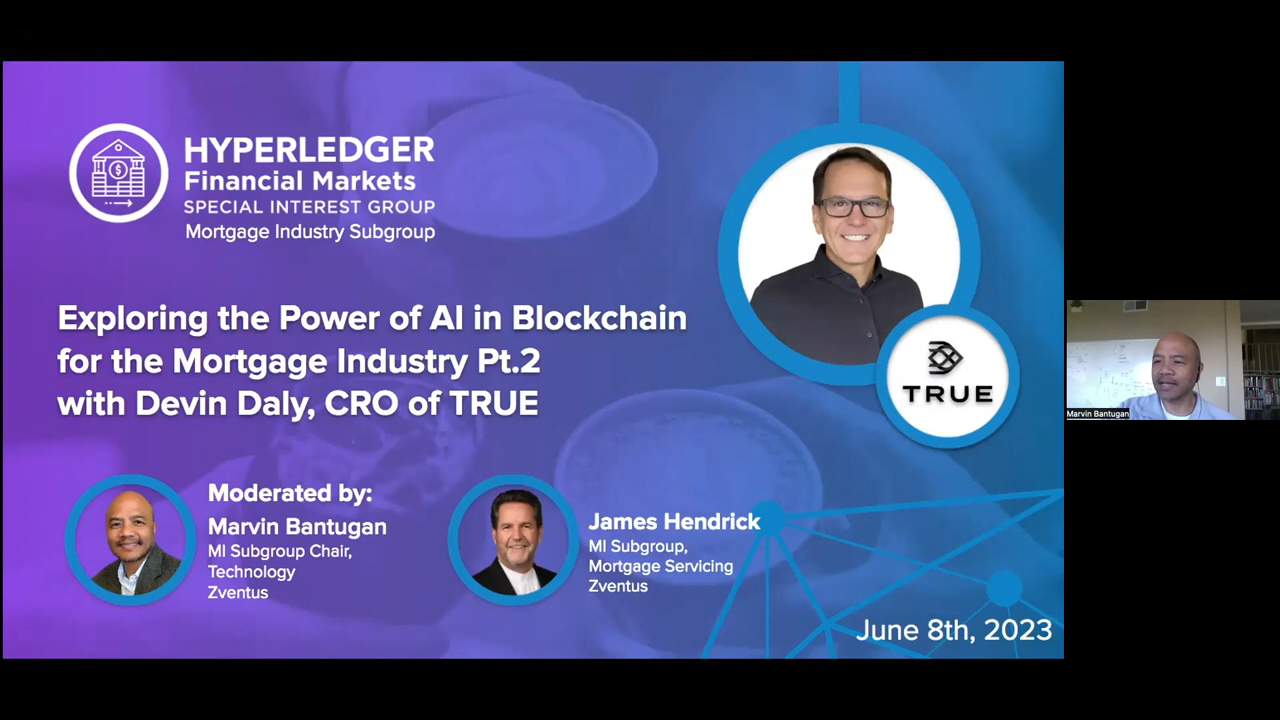 HYPERLEDGER
Financial Markets
SPECIAL INTEREST GROUP
Mortgage Industry Subgroup
Exploring the Power of AI in Blockchain
for the Mortgage Industry Pt.2
with Devin Daly, CRO of TRUE
TRUE
Moderated by:
Marvin Bantugan
MI Subgroup Chair,
Technology
Zventus
James Hendrick
MI Subgroup,
Mortgage Servicing
Zventus
June 8th, 2023
Marvin Bantugan